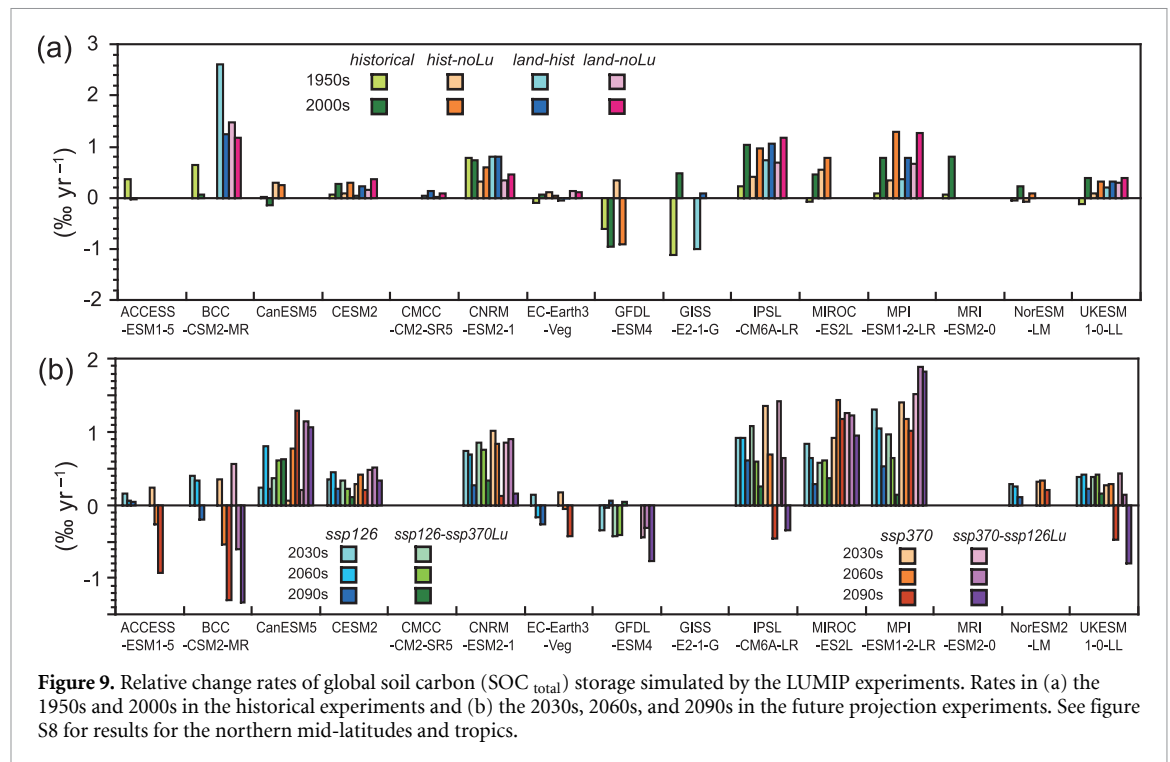 (a)
3
2
1
0
-1
-2
(‰ yr⁻¹)
historical hist-noLu land-hist land-noLu
1950s
2000s
ACCESS BCC CanESM5 CESM2 CMCC CNRM EC-Earth3 GFDL GISS IPSL MIROC MPI MRI NorESM UKESM
-ESM1-5 -CSM2-MR -CM2-SR5 -ESM2-1 -Veg -ESM4 -E2-1-G -CM6A-LR -ES2L -ESM1-2-LR -ESM2-0 -LM 1-0-LL
(b)
2
1
0
-1
(‰ yr⁻¹)
ssp126 ssp126-ssp370Lu ssp370 ssp370-ssp126Lu
2030s 2030s
2060s 2060s
2090s 2090s
ACCESS BCC CanESM5 CESM2 CMCC CNRM EC-Earth3 GFDL GISS IPSL MIROC MPI MRI NorESM2 UKESM
-ESM1-5 -CSM2-MR -CM2-SR5 -ESM2-1 -Veg -ESM4 -E2-1-G -CM6A-LR -ES2L -ESM1-2-LR -ESM2-0 -LM 1-0-LL
Figure 9. Relative change rates of global soil carbon (SOC total) storage simulated by the LUMIP experiments. Rates in (a) the
1950s and 2000s in the historical experiments and (b) the 2030s, 2060s, and 2090s in the future projection experiments. See figure
S8 for results for the northern mid-latitudes and tropics.